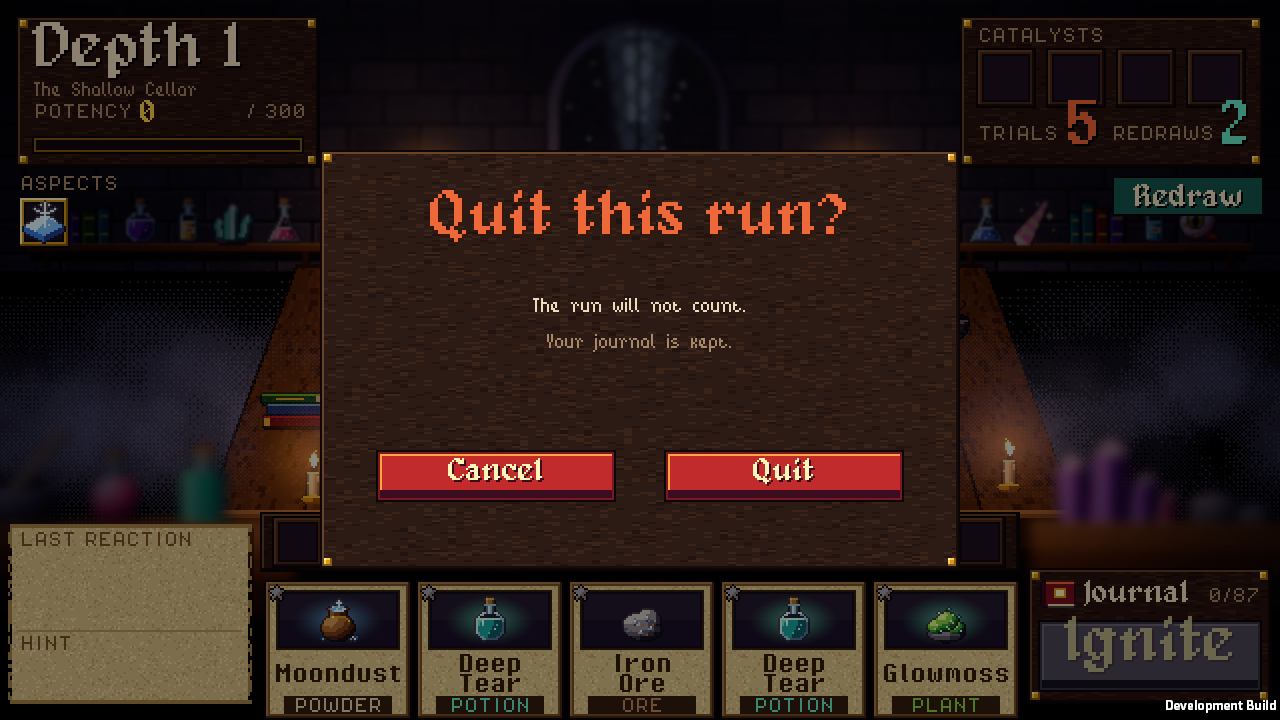 Depth 1
The Shallow Cellar
POTENCY 0 / 300
ASPECTS
CATALYSTS
TRIALS 5 REDRAWS 2
Redraw
Quit this run?
The run will not count.
Your journal is kept.
Cancel
Quit
LAST REACTION
HINT
Moondust
POWDER
Deep
Tear
POTION
Iron
Ore
ORE
Deep
Tear
POTION
Glowmoss
PLANT
Journal 0/87
Ignite
Development Build